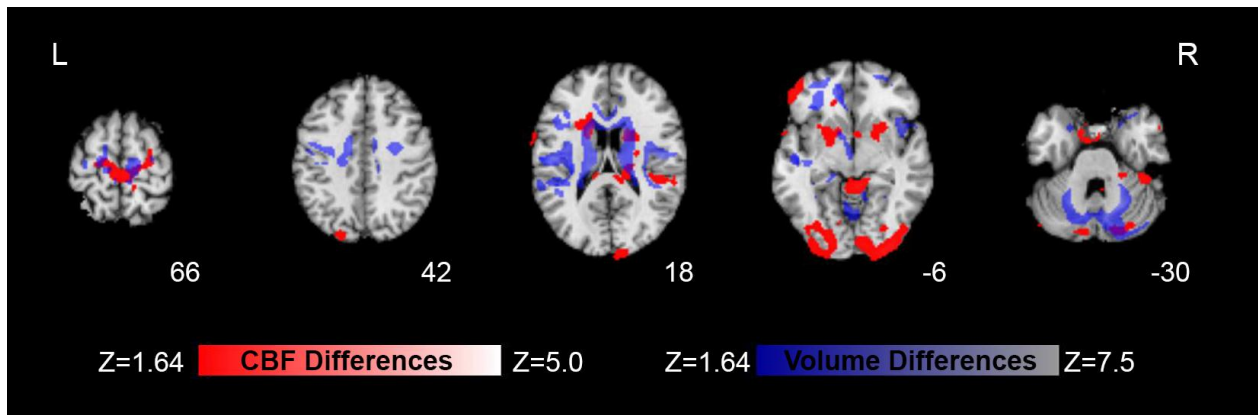 L R
66 42 18 -6 -30
Z=1.64 CBF Differences Z=5.0 Z=1.64 Volume Differences Z=7.5